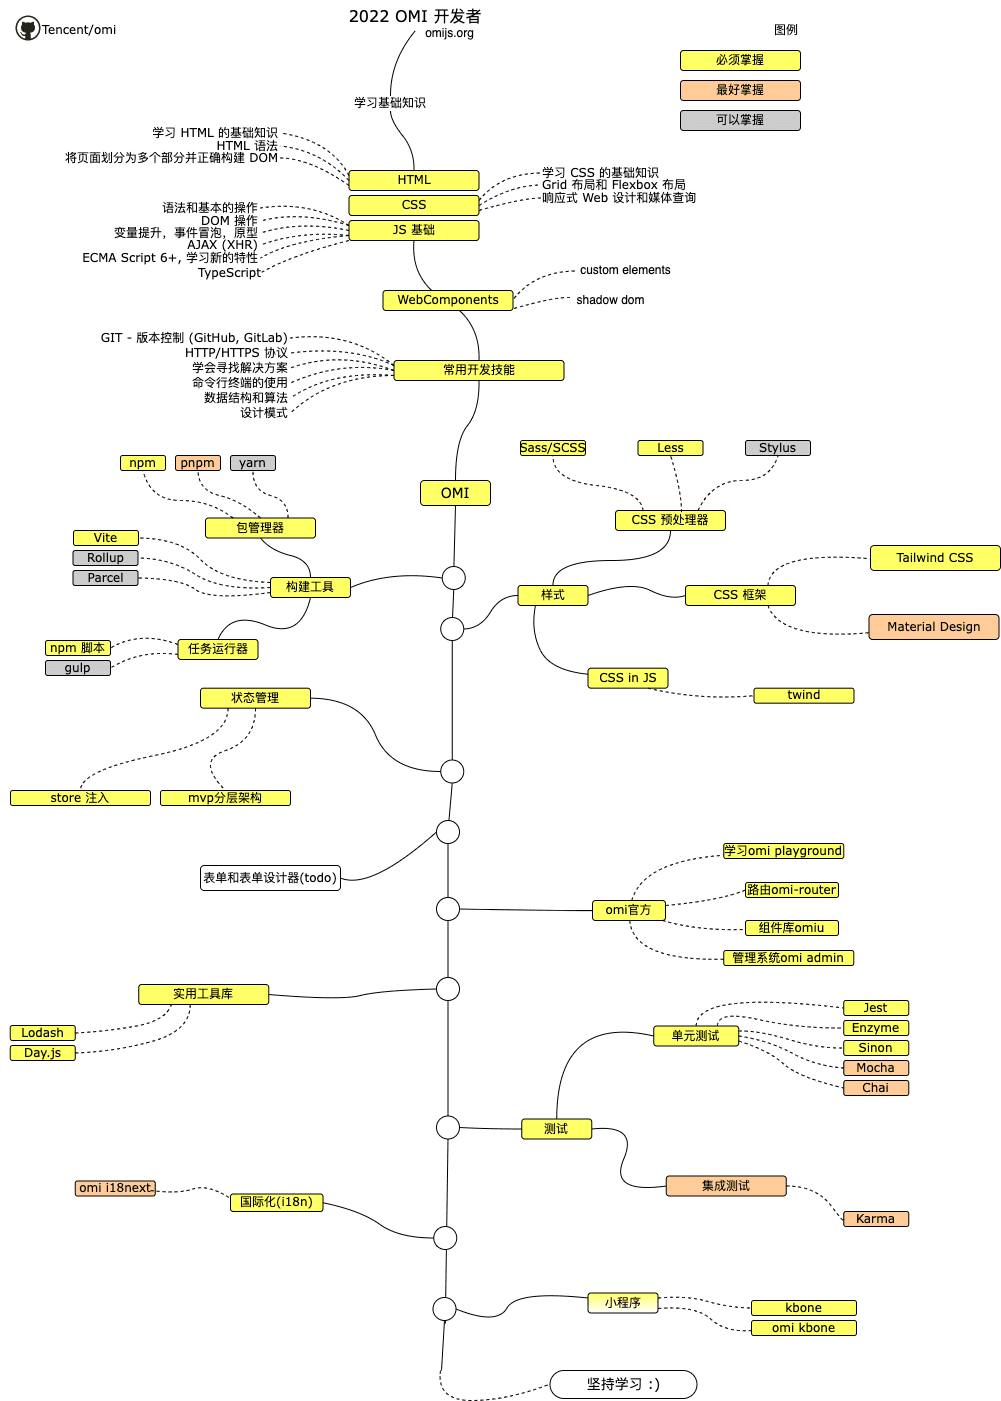 2022 OMI 开发者
Tencent/omi
omijs.org
图例
必须掌握
最好掌握
可以掌握
学习基础知识
学习 HTML 的基础知识
HTML 语法
将页面划分为多个部分并正确构建 DOM
HTML
学习 CSS 的基础知识
Grid 布局和 Flexbox 布局
响应式 Web 设计和媒体查询
CSS
语法和基本的操作
DOM 操作
变量提升，事件冒泡，原型
AJAX (XHR)
ECMA Script 6+, 学习新的特性
TypeScript
JS 基础
custom elements
WebComponents
shadow dom
GIT - 版本控制 (GitHub, GitLab)
HTTP/HTTPS 协议
学会寻找解决方案
命令行终端的使用
数据结构和算法
设计模式
常用开发技能
Sass/SCSS
Less
Stylus
npm
pnpm
yarn
OMI
CSS 预处理器
包管理器
Vite
Rollup
Parcel
构建工具
样式
CSS 框架
Tailwind CSS
Material Design
npm 脚本
gulp
任务运行器
CSS in JS
twind
状态管理
store 注入
mvp分层架构
表单和表单设计器(todo)
学习omi playground
路由omi-router
omi官方
组件库omiu
管理系统omi admin
实用工具库
Lodash
Day.js
单元测试
Jest
Enzyme
Sinon
Mocha
Chai
测试
集成测试
Karma
omi i18next
国际化(i18n)
小程序
kbone
omi kbone
坚持学习 :)